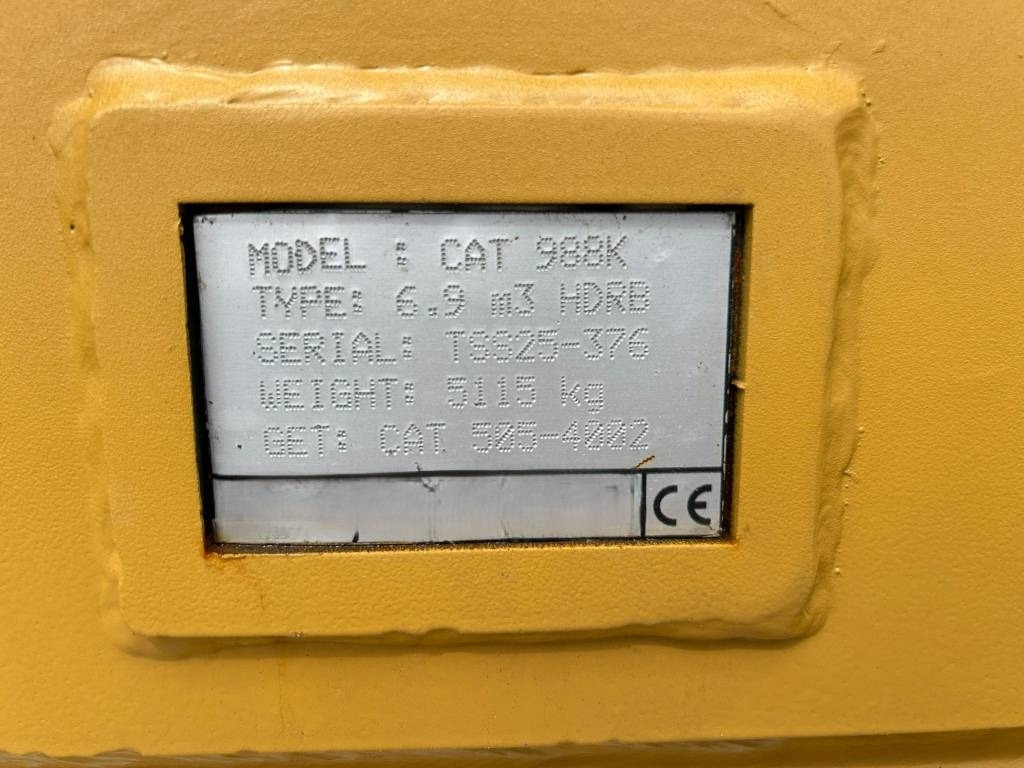 MODEL : CAT 988K
TYPE: 6.9 m3 HDRB
SERIAL: TSS25-376
WEIGHT: 5115 kg
GET: CAT 505-4002
CE